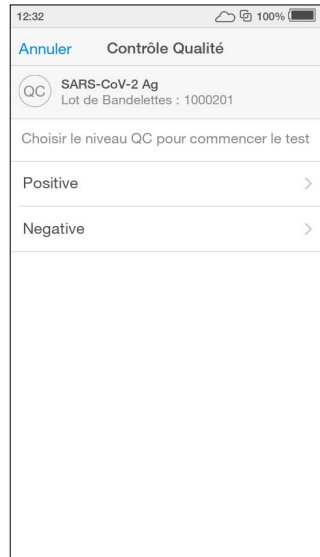 12:32 100%
Annuler Contrôle Qualité
QC SARS-CoV-2 Ag
Lot de Bandelettes : 1000201
Choisir le niveau QC pour commencer le test
Positive
Negative